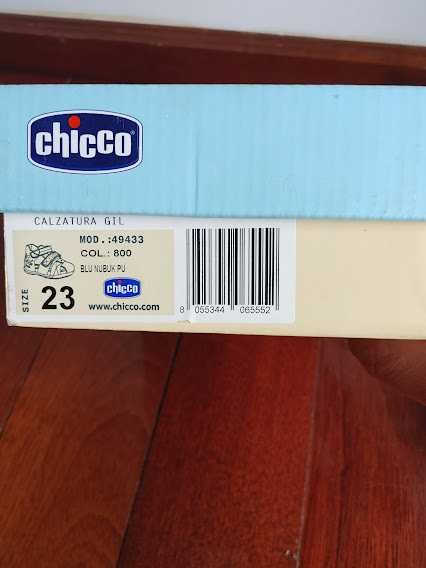 chicco
CALZATURA GIL
MOD.:49433
COL.: 800
BLU NUBUK PU
SIZE 23
chicco
www.chicco.com
8 055344 065552